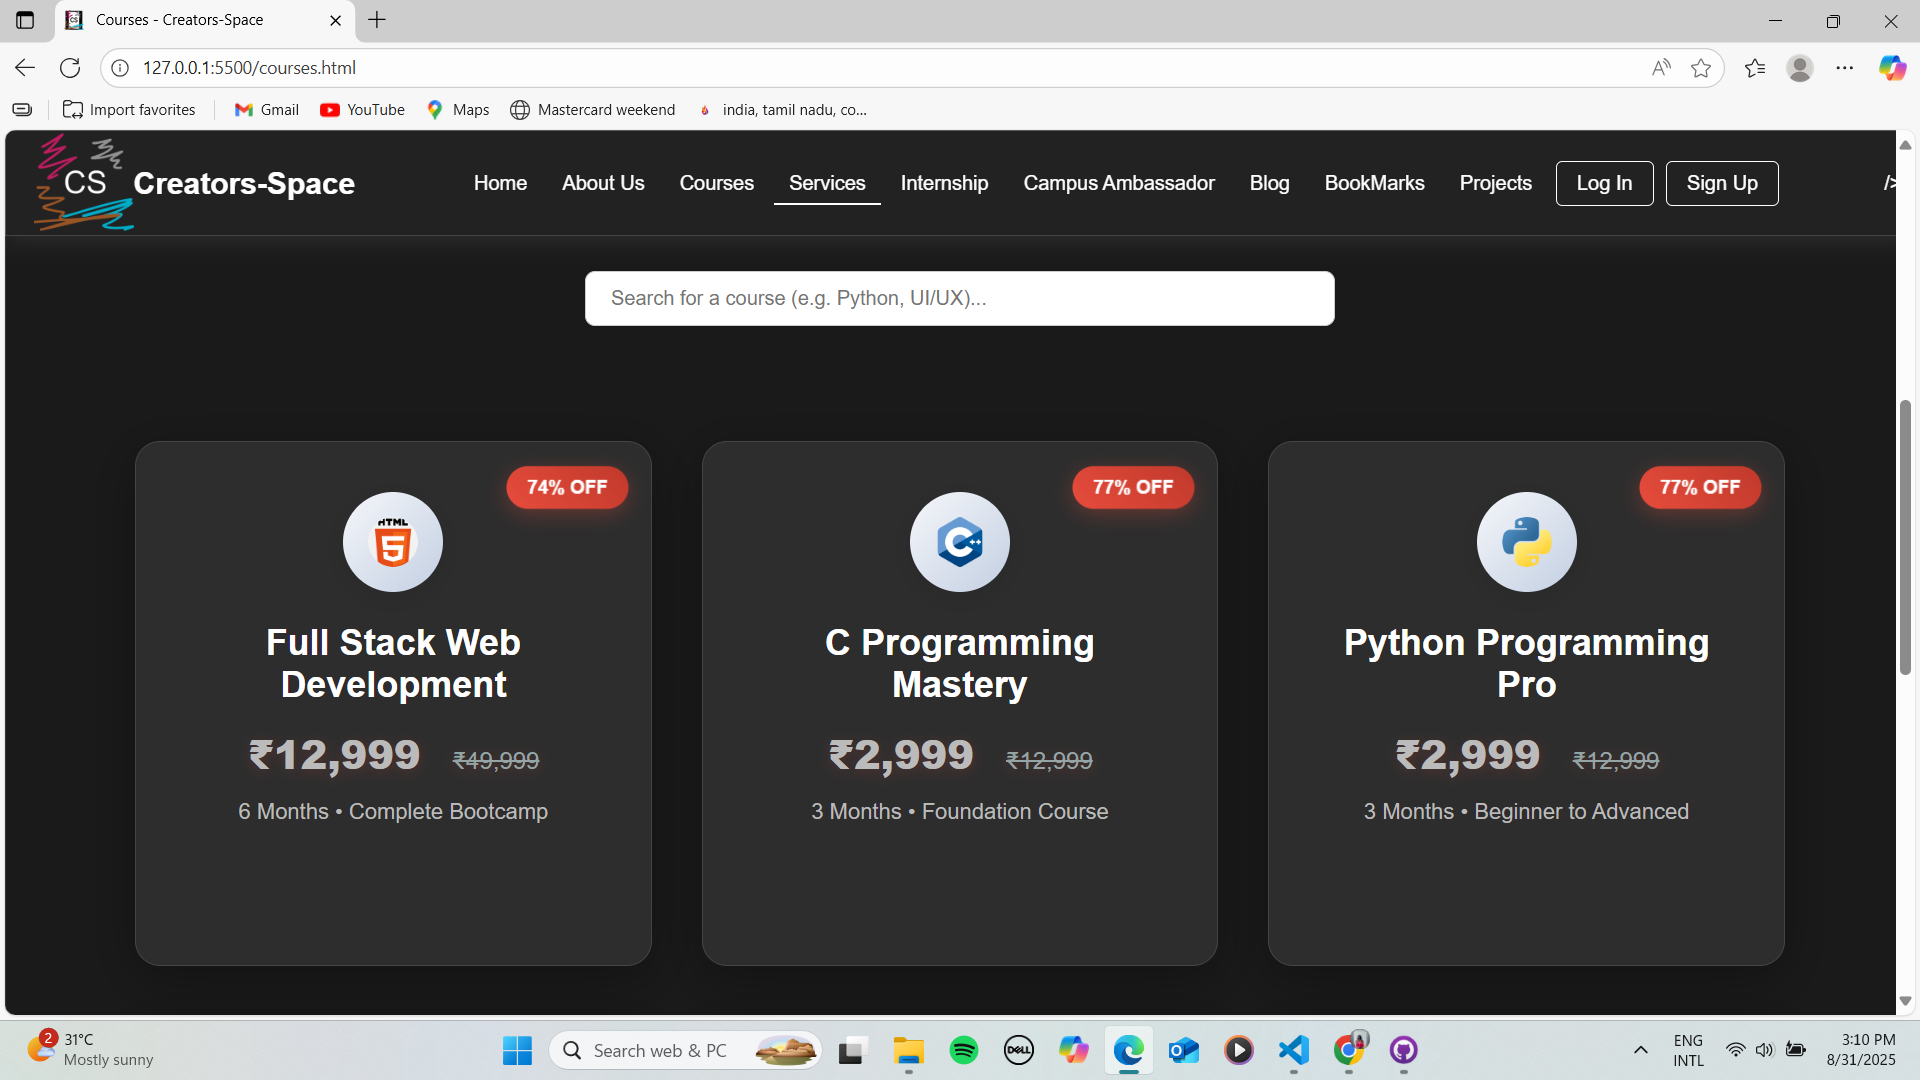 Courses - Creators-Space
127.0.0.1:5500/courses.html
Import favorites
Gmail
YouTube
Maps
Mastercard weekend
india, tamil nadu, co...
CS
Creators-Space
Home
About Us
Courses
Services
Internship
Campus Ambassador
Blog
BookMarks
Projects
Log In
Sign Up
/>
Search for a course (e.g. Python, UI/UX)...
74% OFF
HTML
5
Full Stack Web
Development
₹12,999 ₹49,999
6 Months • Complete Bootcamp
77% OFF
C++
C Programming
Mastery
₹2,999 ₹12,999
3 Months • Foundation Course
77% OFF
Python Programming
Pro
₹2,999 ₹12,999
3 Months • Beginner to Advanced
2
31°C
Mostly sunny
Search web & PC
DELL
ENG
INTL
3:10 PM
8/31/2025